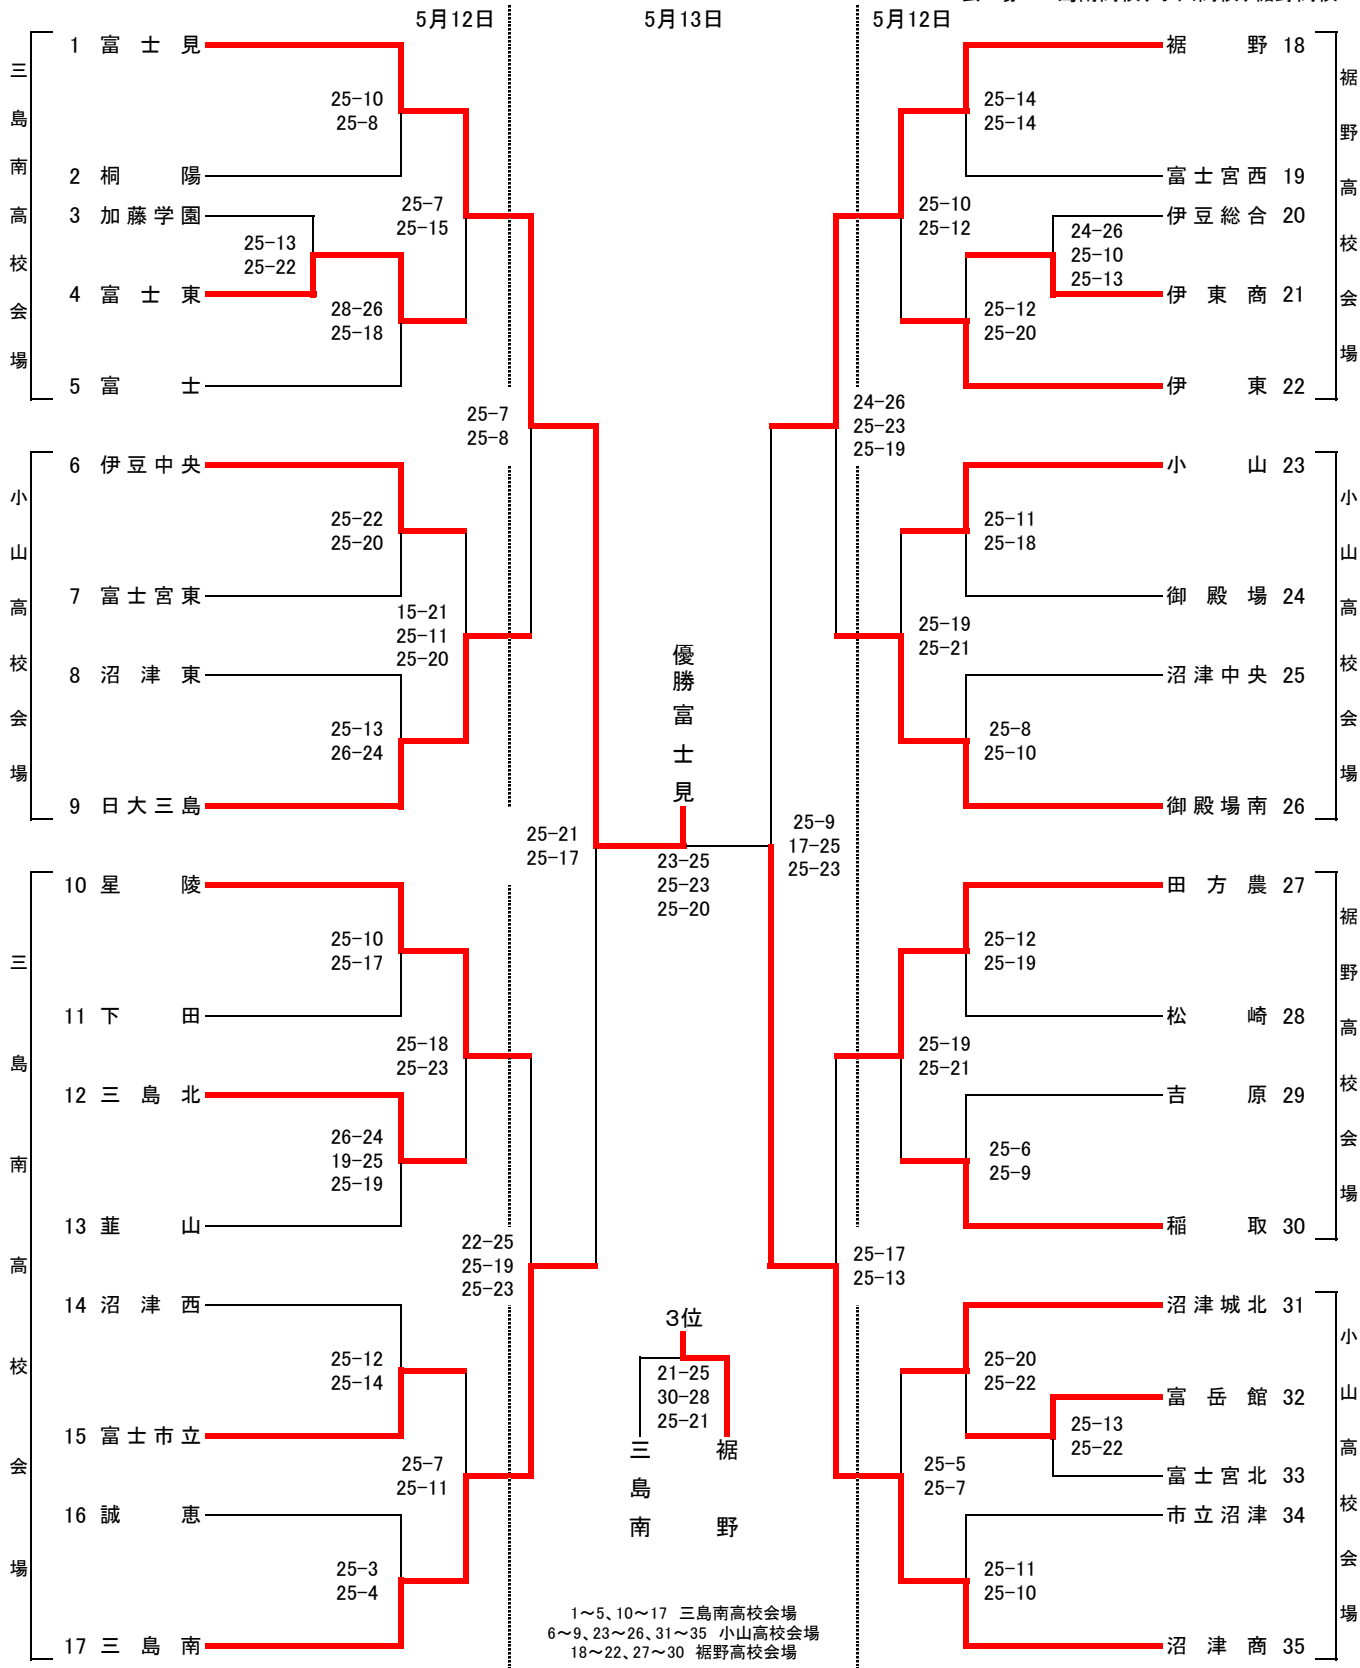 5月12日
5月13日
5月12日
三島南高校会場
1 富士見
25-10
25-8
2 桐陽
3 加藤学園
25-13
25-22
4 富士東
28-26
25-18
5 富士
25-7
25-15
25-7
25-8
小山高校会場
6 伊豆中央
25-22
25-20
7 富士宮東
15-21
25-11
25-20
8 沼津東
25-13
26-24
9 日大三島
25-21
25-17
三島南高校会場
10 星陵
25-10
25-17
11 下田
25-18
25-23
12 三島北
26-24
19-25
25-19
13 韮山
22-25
25-19
25-23
14 沼津西
25-12
25-14
15 富士市立
25-7
25-11
16 誠恵
25-3
25-4
17 三島南
優勝富士見
23-25
25-23
25-20
3位
21-25
30-28
25-21
三島南
裾野
裾野高校会場
裾野 18
25-14
25-14
富士宮西 19
25-10
25-12
伊豆総合 20
24-26
25-10
25-13
伊東商 21
25-12
25-20
伊東 22
24-26
25-23
25-19
小山高校会場
小山 23
25-11
25-18
御殿場 24
25-19
25-21
沼津中央 25
25-8
25-10
御殿場南 26
25-9
17-25
25-23
裾野高校会場
田方農 27
25-12
25-19
松崎 28
25-19
25-21
吉原 29
25-6
25-9
稲取 30
25-17
25-13
小山高校会場
沼津城北 31
25-20
25-22
富岳館 32
25-13
25-22
富士宮北 33
25-5
25-7
市立沼津 34
25-11
25-10
沼津商 35
1～5、10～17 三島南高校会場
6～9、23～26、31～35 小山高校会場
18～22、27～30 裾野高校会場